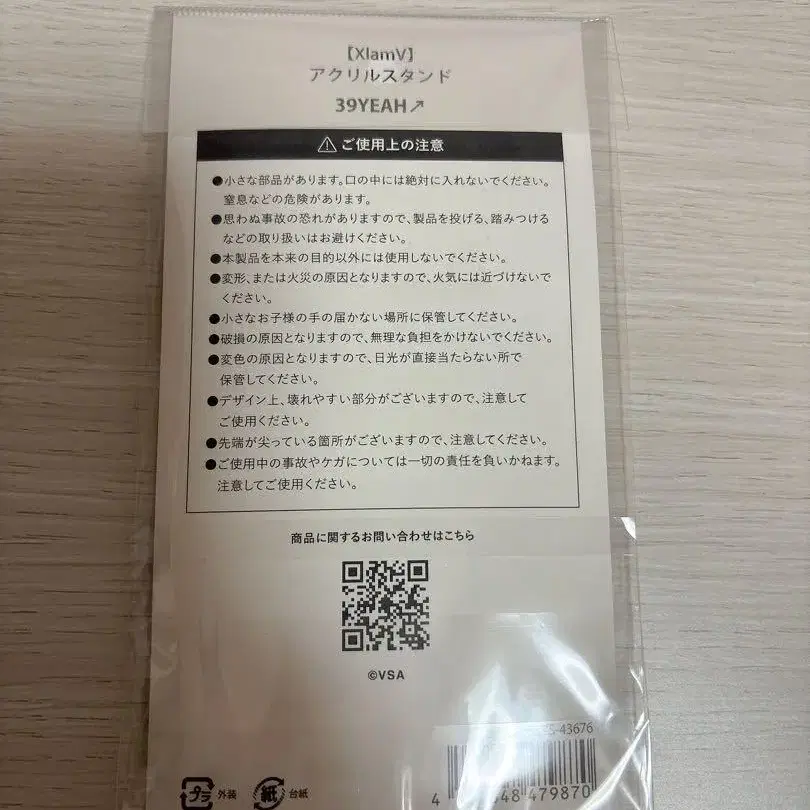 【XlamV】
アクリルスタンド
39YEAH↗
⚠ご使用上の注意
●小さな部品があります。口の中には絶対に入れないでください。
窒息などの危険があります。
●思わぬ事故の恐れがありますので、製品を投げる、踏みつける
などの取り扱いはお避けください。
●本製品を本来の目的以外には使用しないでください。
●変形、または火災の原因となりますので、火気には近づけないで
ください。
●小さなお子様の手の届かない場所に保管してください。
●破損の原因となりますので、無理な負担をかけないでください。
●変色の原因となりますので、日光が直接当たらない所で
保管してください。
●デザイン上、壊れやすい部分がございますので、注意して
ご使用ください。
●先端が尖っている箇所がございますので、注意してください。
●ご使用中の事故やケガについては一切の責任を負いかねます。
注意してご使用ください。
商品に関するお問い合わせはこちら
©VSA
-43676
4 48 479870
プラ 外装 紙 台紙